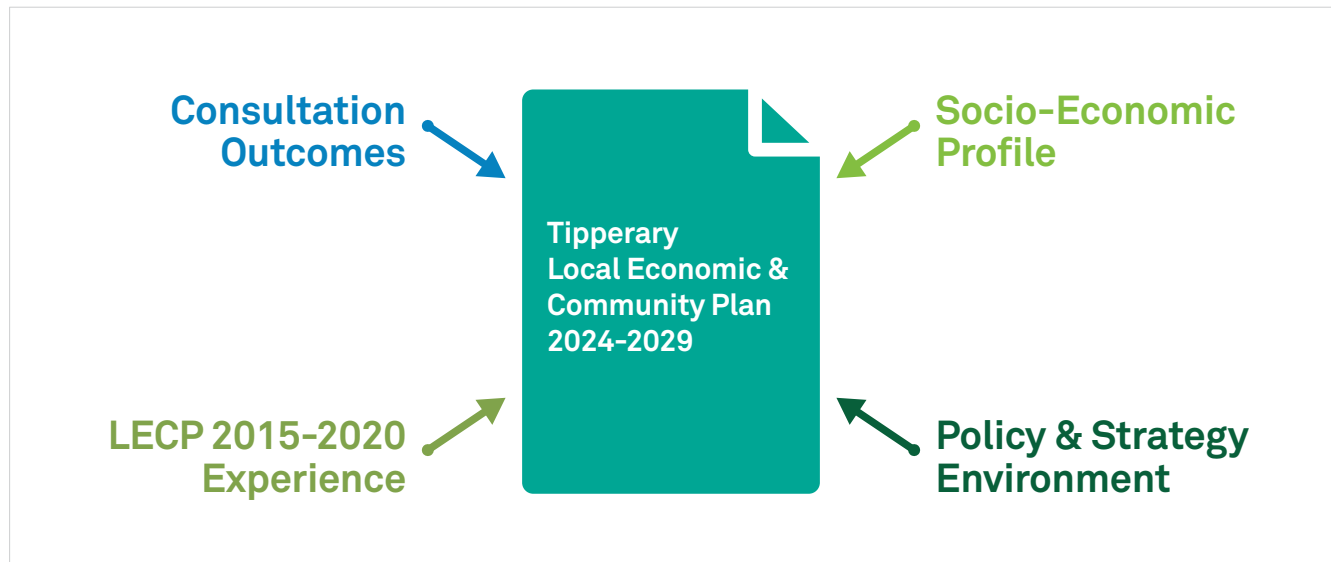 Consultation
Outcomes
Socio-Economic
Profile
Tipperary
Local Economic &
Community Plan
2024-2029
LECP 2015-2020
Experience
Policy & Strategy
Environment